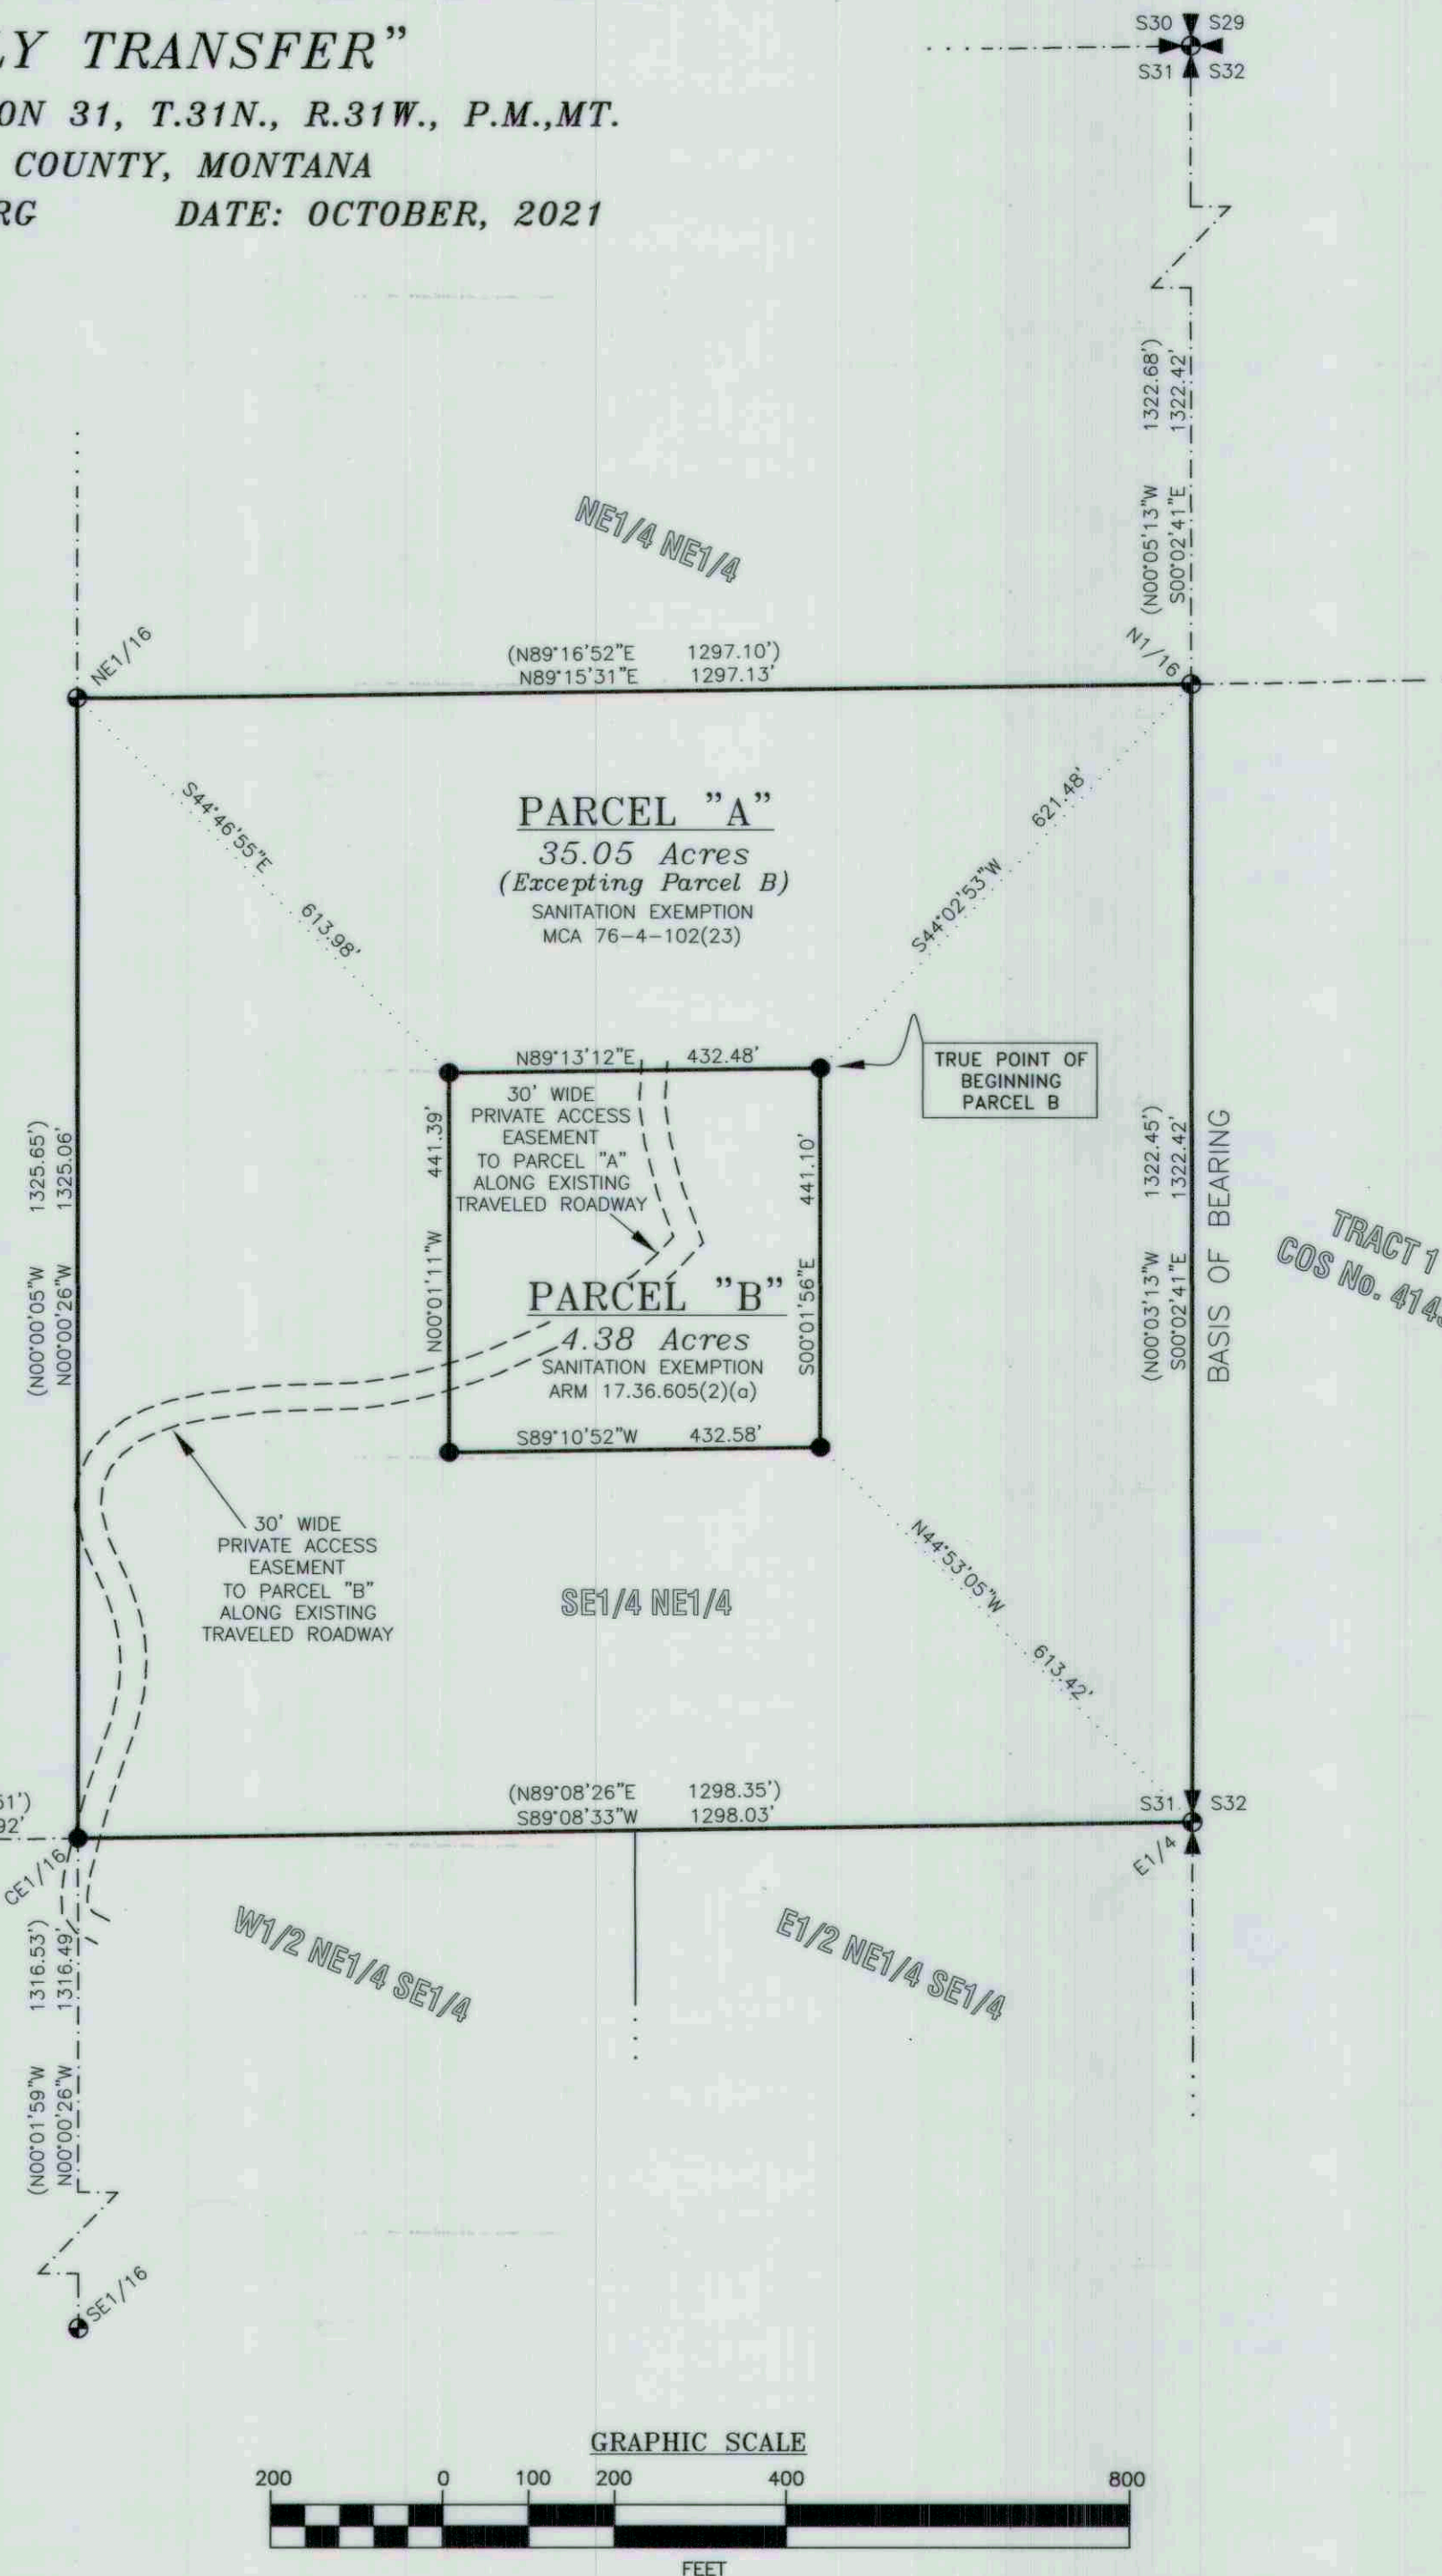 LY TRANSFER"
ON 31, T.31N., R.31W., P.M.,MT.
COUNTY, MONTANA
RG DATE: OCTOBER, 2021
S30 S29
S31 S32
(N00°05'13"W 1322.68')
S00°02'41"E 1322.42'
NE1/4 NE1/4
NE1/16
(N89°16'52"E 1297.10')
N89°15'31"E 1297.13'
N1/16
S44°46'55"E 613.98'
PARCEL "A"
35.05 Acres
(Excepting Parcel B)
SANITATION EXEMPTION
MCA 76-4-102(23)
S44°02'53"W 621.48'
N89°13'12"E 432.48'
TRUE POINT OF
BEGINNING
PARCEL B
30' WIDE
PRIVATE ACCESS
EASEMENT
TO PARCEL "A"
ALONG EXISTING
TRAVELED ROADWAY
N00°01'11"W 441.39'
S00°01'56"E 441.10'
(N00°00'05"W 1325.65')
N00°00'26"W 1325.06'
(N00°03'13"W 1322.45')
S00°02'41"E 1322.42'
BASIS OF BEARING
TRACT 1
COS No. 414
PARCEL "B"
4.38 Acres
SANITATION EXEMPTION
ARM 17.36.605(2)(a)
S89°10'52"W 432.58'
30' WIDE
PRIVATE ACCESS
EASEMENT
TO PARCEL "B"
ALONG EXISTING
TRAVELED ROADWAY
SE1/4 NE1/4
N44°53'05"W 613.42'
51')
92'
(N89°08'26"E 1298.35')
S89°08'33"W 1298.03'
S31 S32
E1/4
CE1/16
W1/2 NE1/4 SE1/4
E1/2 NE1/4 SE1/4
(N00°01'59"W 1316.53')
N00°00'26"W 1316.49'
SE1/16
GRAPHIC SCALE
200 0 100 200 400 800
FEET